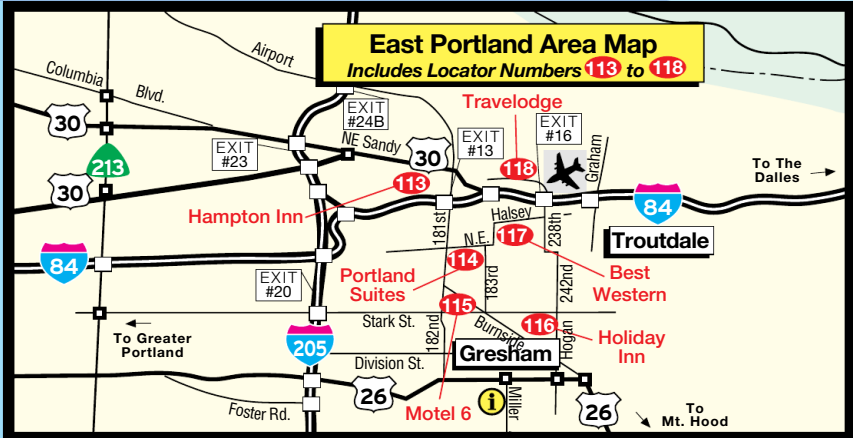 East Portland Area Map
Includes Locator Numbers 113 to 118
Airport
Columbia
Blvd.
Travelodge
EXIT
#24B
EXIT
#16
30
EXIT
#23
NE Sandy
30
EXIT
#13
Graham
213
118
To The
Dalles
30
113
Hampton Inn
84
181st
Halsey
238th
N.E.
117
Troutdale
84
114
Portland
Suites
183rd
242nd
Best
Western
EXIT
#20
115
Stark St.
Burnside
116
Holiday
Inn
To Greater
Portland
205
182nd
Gresham
Hogan
Division St.
26
i
Miller
26
Foster Rd.
Motel 6
To
Mt. Hood